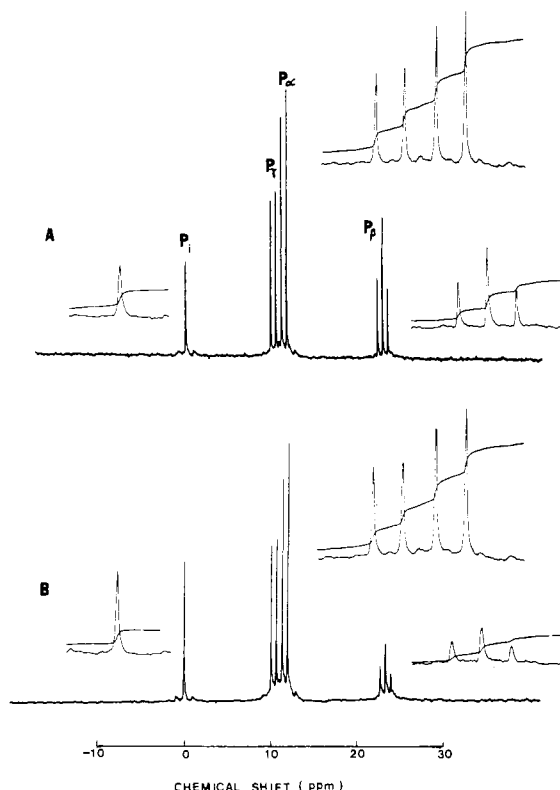 Pα
Pγ
A
Pi
Pβ
B
-10 0 10 20 30
CHEMICAL SHIFT (ppm)